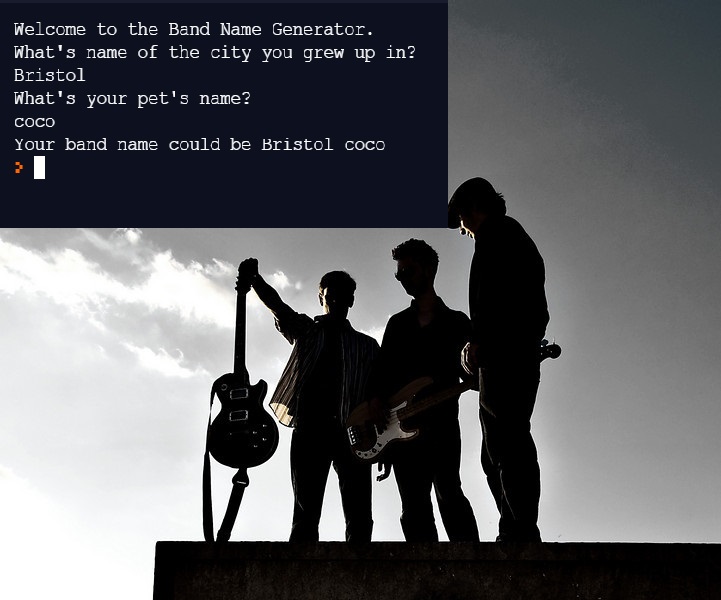 Welcome to the Band Name Generator.
What's name of the city you grew up in?
Bristol
What's your pet's name?
coco
Your band name could be Bristol coco
>